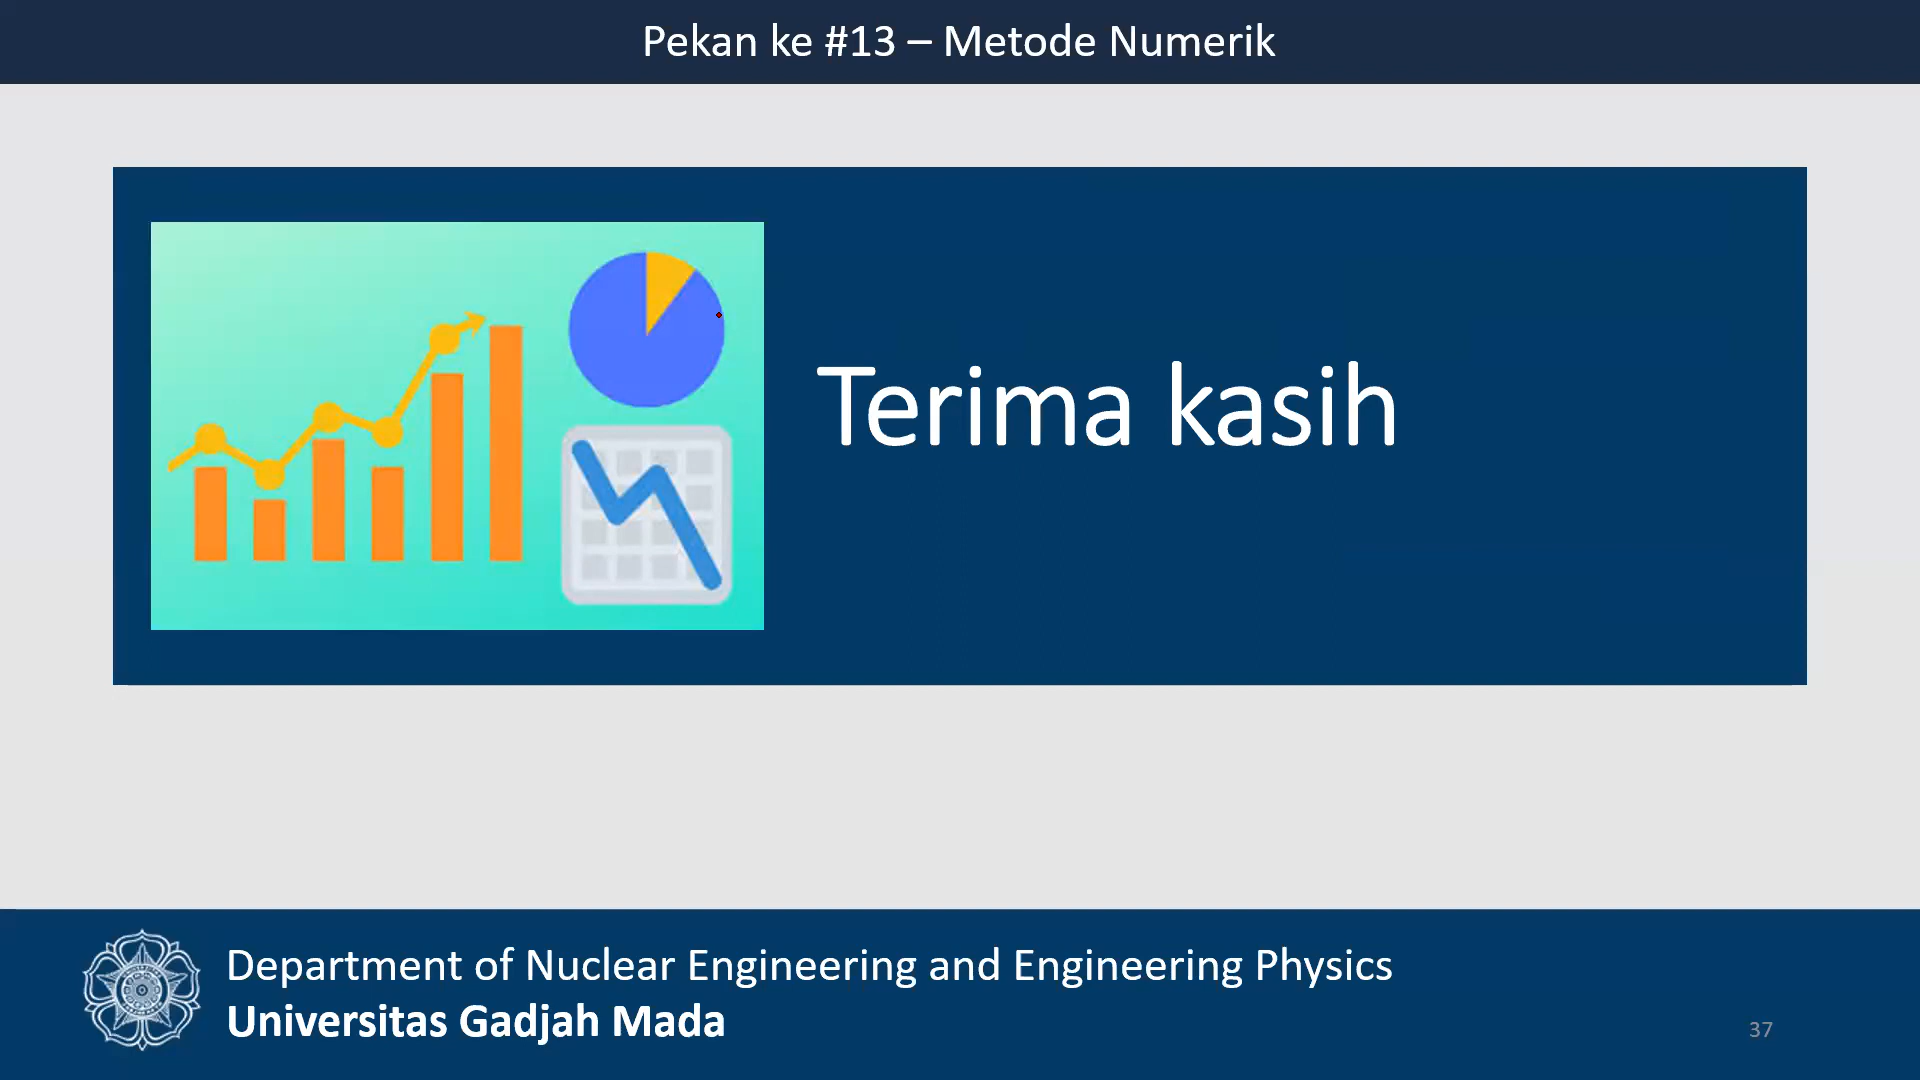 Pekan ke #13 – Metode Numerik
Terima kasih
Department of Nuclear Engineering and Engineering Physics
Universitas Gadjah Mada
37